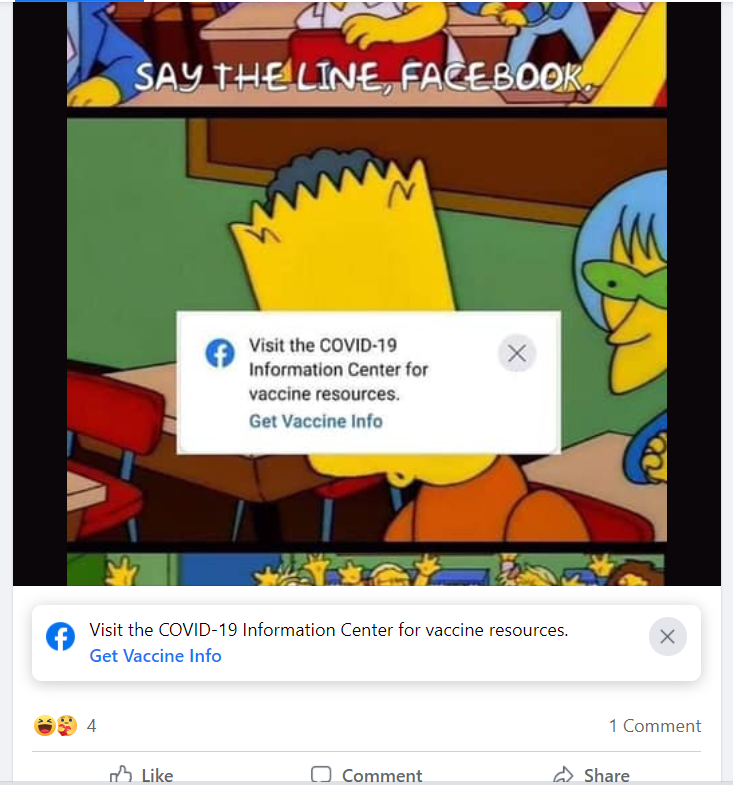 SAY THE LINE, FACEBOOK.
Visit the COVID-19
Information Center for
vaccine resources.
Get Vaccine Info
Visit the COVID-19 Information Center for vaccine resources.
Get Vaccine Info
4
1 Comment
Like
Comment
Share